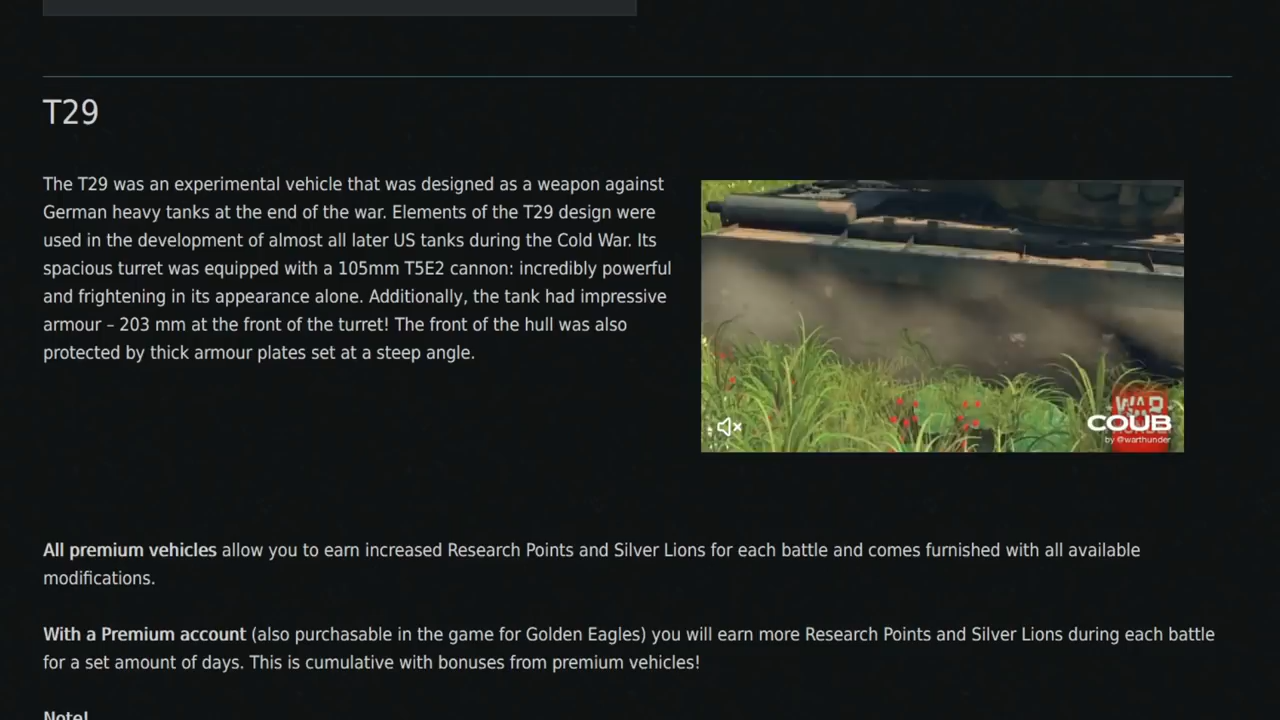 T29
The T29 was an experimental vehicle that was designed as a weapon against
German heavy tanks at the end of the war. Elements of the T29 design were
used in the development of almost all later US tanks during the Cold War. Its
spacious turret was equipped with a 105mm T5E2 cannon: incredibly powerful
and frightening in its appearance alone. Additionally, the tank had impressive
armour – 203 mm at the front of the turret! The front of the hull was also
protected by thick armour plates set at a steep angle.
WAR
COUB
by @warthunder
All premium vehicles allow you to earn increased Research Points and Silver Lions for each battle and comes furnished with all available
modifications.
With a Premium account (also purchasable in the game for Golden Eagles) you will earn more Research Points and Silver Lions during each battle
for a set amount of days. This is cumulative with bonuses from premium vehicles!
Note!